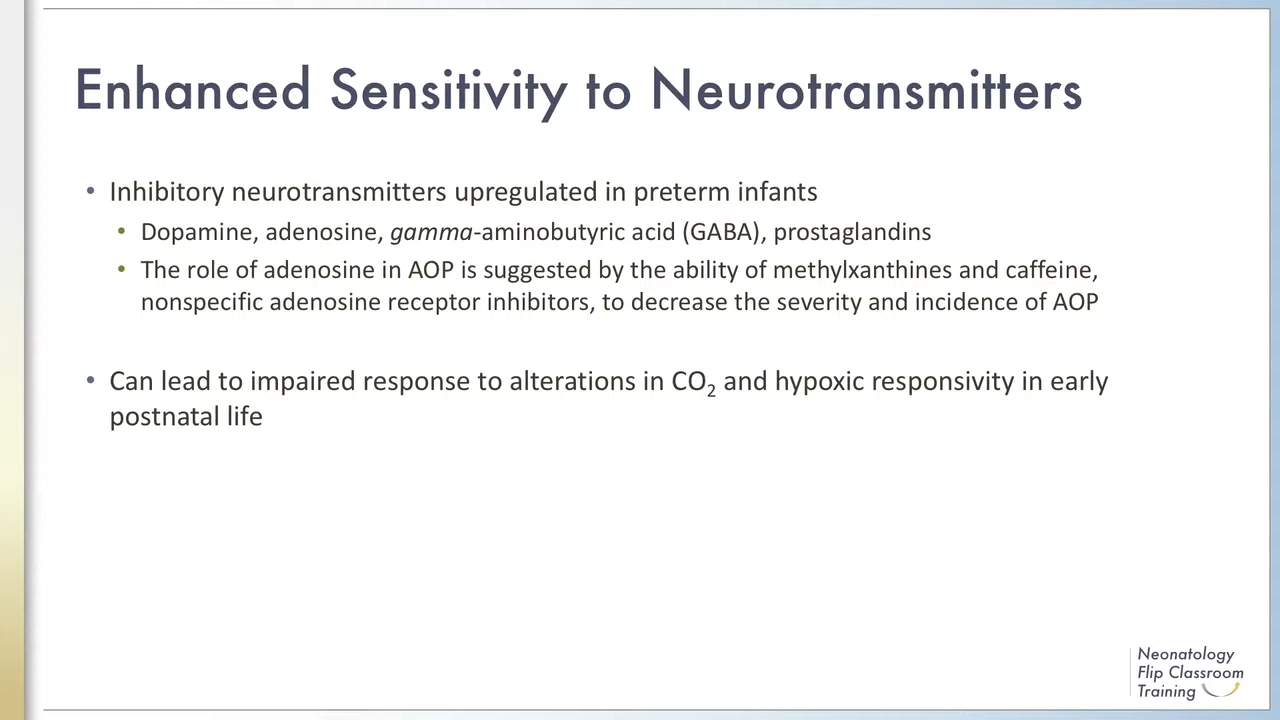 Enhanced Sensitivity to Neurotransmitters
• Inhibitory neurotransmitters upregulated in preterm infants
• Dopamine, adenosine, gamma-aminobutyric acid (GABA), prostaglandins
• The role of adenosine in AOP is suggested by the ability of methylxanthines and caffeine,
nonspecific adenosine receptor inhibitors, to decrease the severity and incidence of AOP
• Can lead to impaired response to alterations in CO₂ and hypoxic responsivity in early
postnatal life
Neonatology
Flip Classroom
Training